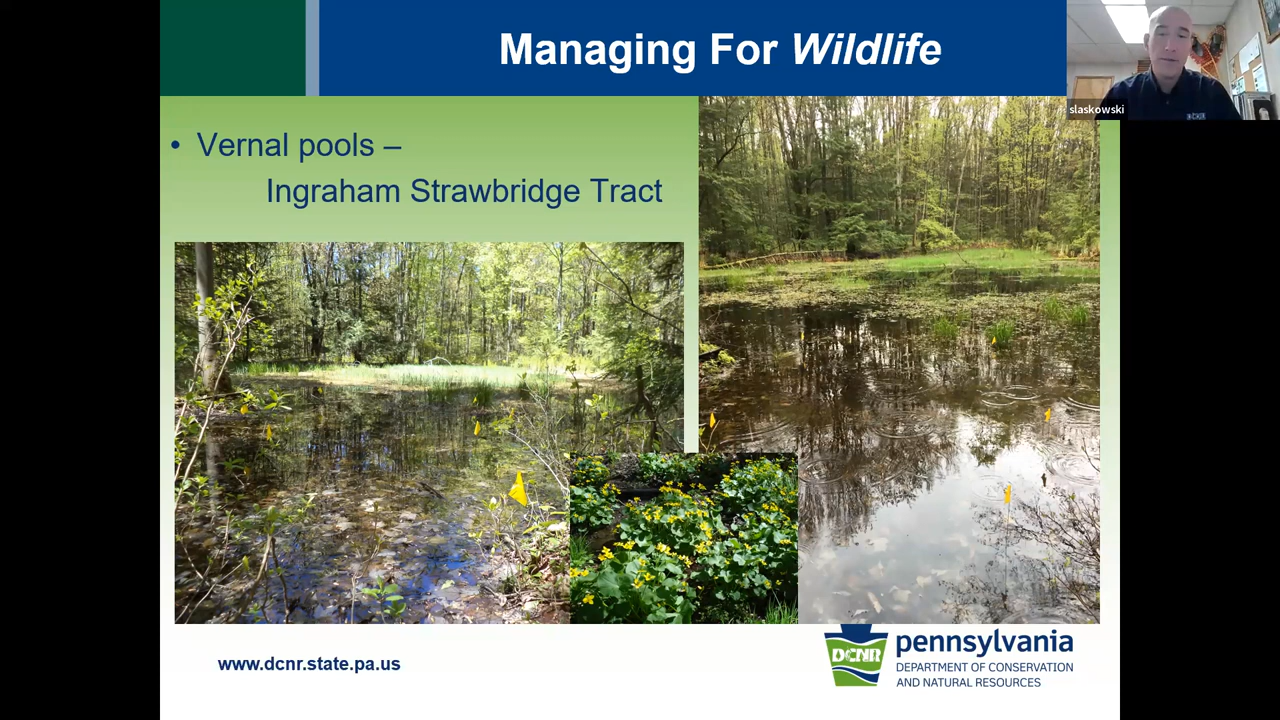 Managing For Wildlife
slaskowski
• Vernal pools –
Ingraham Strawbridge Tract
www.dcnr.state.pa.us
DCNR
pennsylvania
DEPARTMENT OF CONSERVATION
AND NATURAL RESOURCES